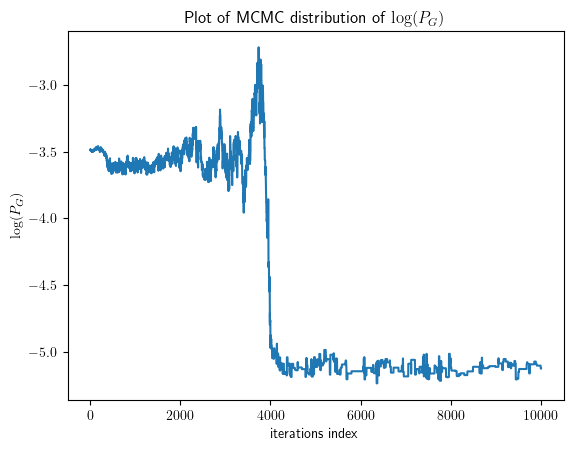 Plot of MCMC distribution of log(P_G)
log(P_G)
−3.0
−3.5
−4.0
−4.5
−5.0
0 2000 4000 6000 8000 10000
iterations index